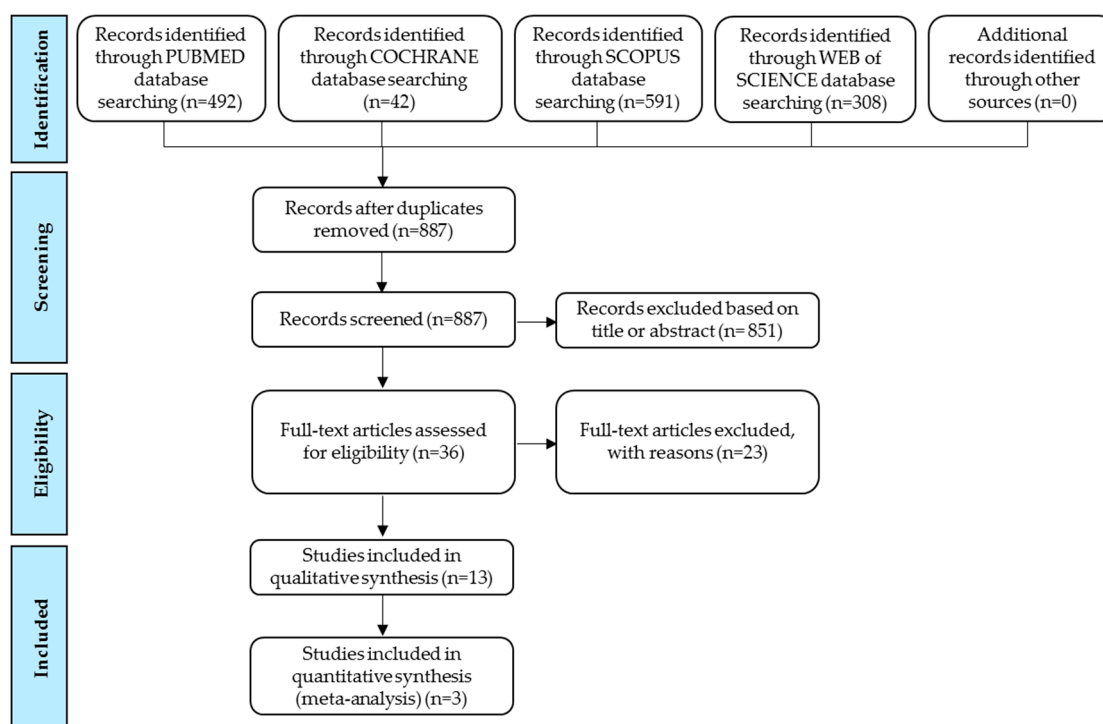 Identification
Records identified
through PUBMED
database
searching (n=492)
Records identified
through COCHRANE
database searching
(n=42)
Records identified
through SCOPUS
database
searching (n=591)
Records identified
through WEB of
SCIENCE database
searching (n=308)
Additional
records identified
through other
sources (n=0)
Screening
Records after duplicates
removed (n=887)
Records screened (n=887)
Records excluded based on
title or abstract (n=851)
Eligibility
Full-text articles assessed
for eligibility (n=36)
Full-text articles excluded,
with reasons (n=23)
Included
Studies included in
qualitative synthesis (n=13)
Studies included in
quantitative synthesis
(meta-analysis) (n=3)